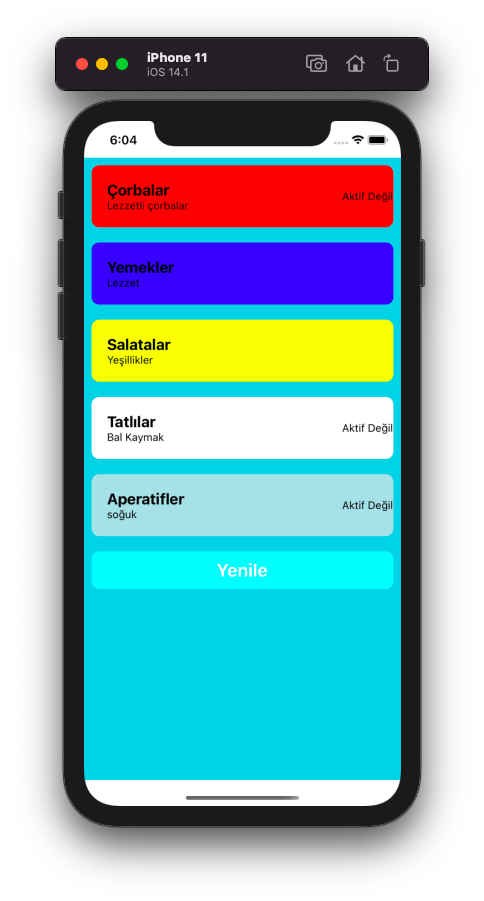 iPhone 11
iOS 14.1
6:04
Çorbalar
Lezzetli çorbalar
Aktif Değil
Yemekler
Lezzet
Salatalar
Yeşillikler
Tatlılar
Bal Kaymak
Aktif Değil
Aperatifler
soğuk
Aktif Değil
Yenile